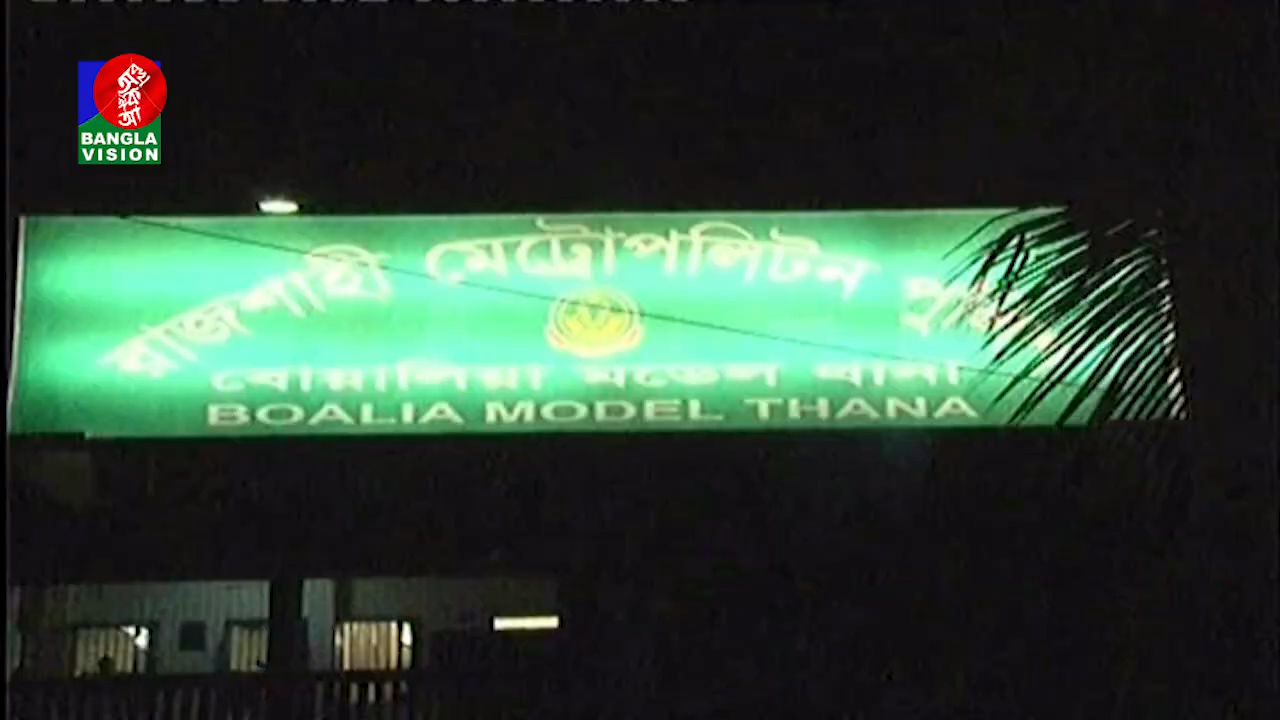 BANGLA
VISION
রাজশাহী মেট্রোপলিটন
বোয়ালিয়া মডেল থানা
BOALIA MODEL THANA